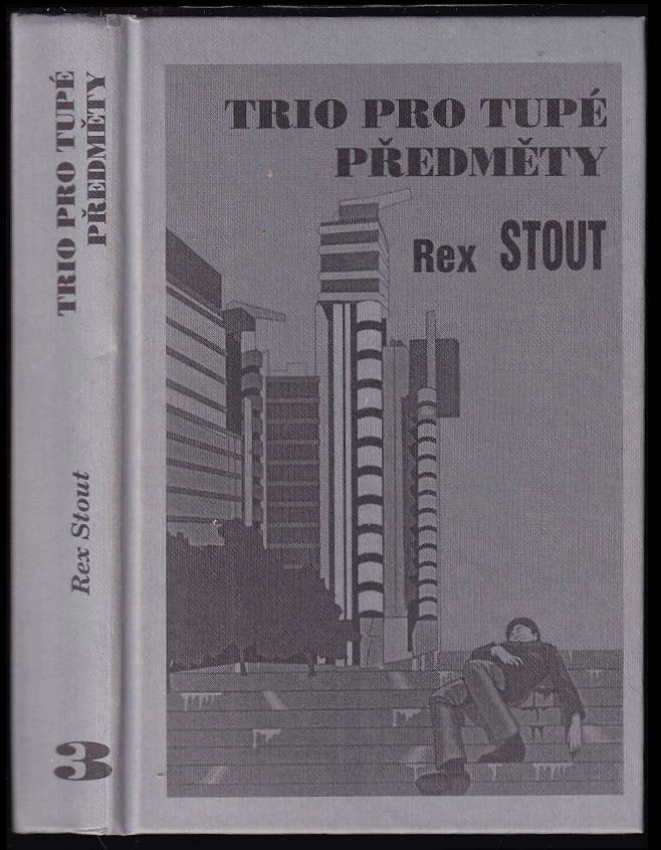 TRIO PRO TUPÉ
PŘEDMĚTY
Rex Stout
3
TRIO PRO TUPÉ
PŘEDMĚTY
Rex STOUT